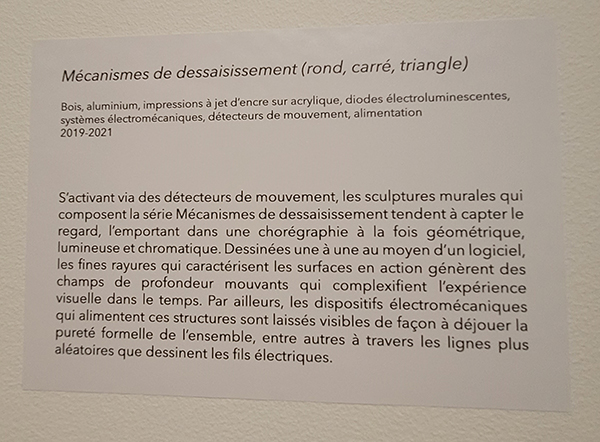 Mécanismes de dessaisissement (rond, carré, triangle)
Bois, aluminium, impressions à jet d'encre sur acrylique, diodes électroluminescentes,
systèmes électromécaniques, détecteurs de mouvement, alimentation
2019-2021
S'activant via des détecteurs de mouvement, les sculptures murales qui
composent la série Mécanismes de dessaisissement tendent à capter le
regard, l'emportant dans une chorégraphie à la fois géométrique,
lumineuse et chromatique. Dessinées une à une au moyen d'un logiciel,
les fines rayures qui caractérisent les surfaces en action génèrent des
champs de profondeur mouvants qui complexifient l'expérience
visuelle dans le temps. Par ailleurs, les dispositifs électromécaniques
qui alimentent ces structures sont laissés visibles de façon à déjouer la
pureté formelle de l'ensemble, entre autres à travers les lignes plus
aléatoires que dessinent les fils électriques.